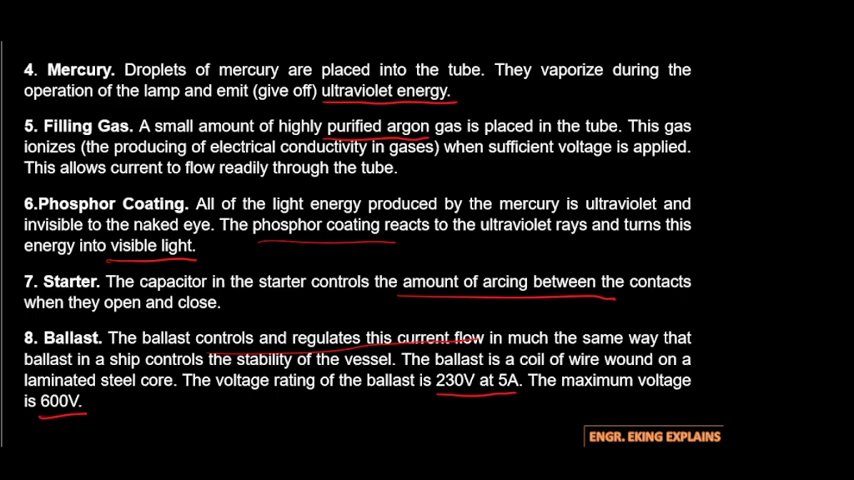 4. Mercury. Droplets of mercury are placed into the tube. They vaporize during the
operation of the lamp and emit (give off) ultraviolet energy.
5. Filling Gas. A small amount of highly purified argon gas is placed in the tube. This gas
ionizes (the producing of electrical conductivity in gases) when sufficient voltage is applied.
This allows current to flow readily through the tube.
6.Phosphor Coating. All of the light energy produced by the mercury is ultraviolet and
invisible to the naked eye. The phosphor coating reacts to the ultraviolet rays and turns this
energy into visible light.
7. Starter. The capacitor in the starter controls the amount of arcing between the contacts
when they open and close.
8. Ballast. The ballast controls and regulates this current flow in much the same way that
ballast in a ship controls the stability of the vessel. The ballast is a coil of wire wound on a
laminated steel core. The voltage rating of the ballast is 230V at 5A. The maximum voltage
is 600V.
ENGR. EKING EXPLAINS